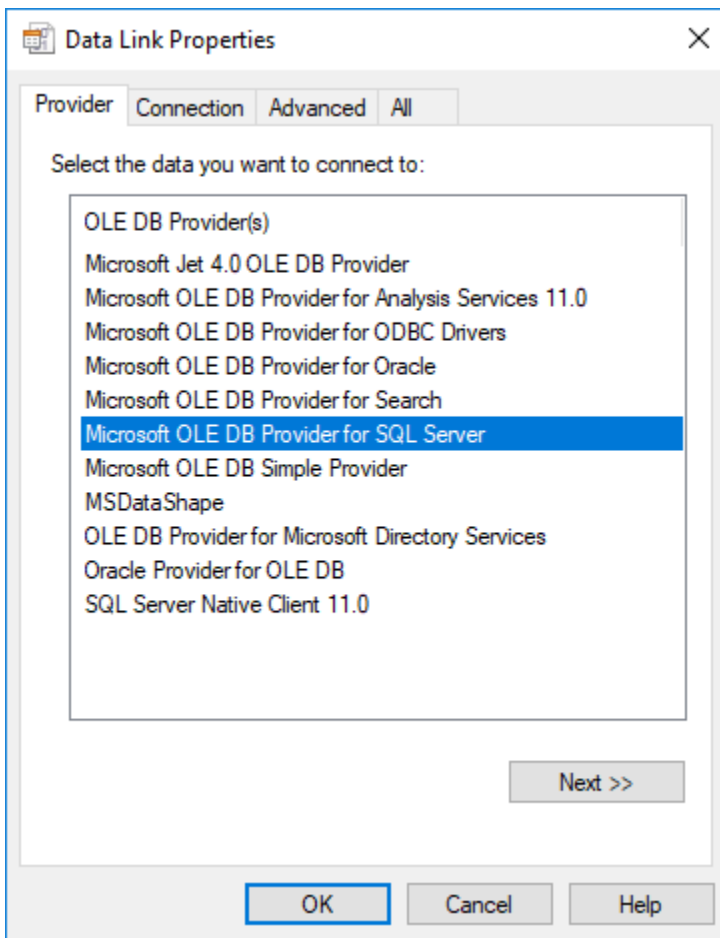 Data Link Properties
Provider Connection Advanced All
Select the data you want to connect to:
OLE DB Provider(s)
Microsoft Jet 4.0 OLE DB Provider
Microsoft OLE DB Provider for Analysis Services 11.0
Microsoft OLE DB Provider for ODBC Drivers
Microsoft OLE DB Provider for Oracle
Microsoft OLE DB Provider for Search
Microsoft OLE DB Provider for SQL Server
Microsoft OLE DB Simple Provider
MSDataShape
OLE DB Provider for Microsoft Directory Services
Oracle Provider for OLE DB
SQL Server Native Client 11.0
Next >>
OK Cancel Help